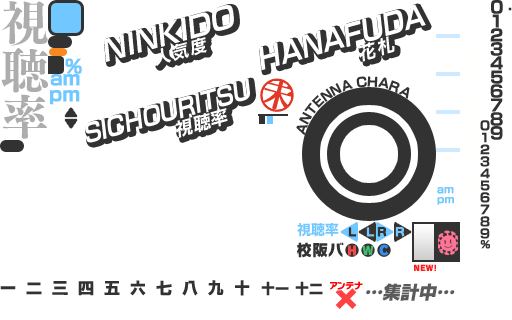 視聴率
%
am
pm
NINKIDO
人気度
HANAFUDA
花札
SICHOURITSU
視聴率
ANTENNA CHARA
0
1
2
3
4
5
6
7
8
9
0
1
2
3
4
5
6
7
8
9
%
am
pm
視聴率 L L R R
校阪バ H W C
NEW!
一 二 三 四 五 六 七 八 九 十 十一 十二
アンテナ
…集計中…